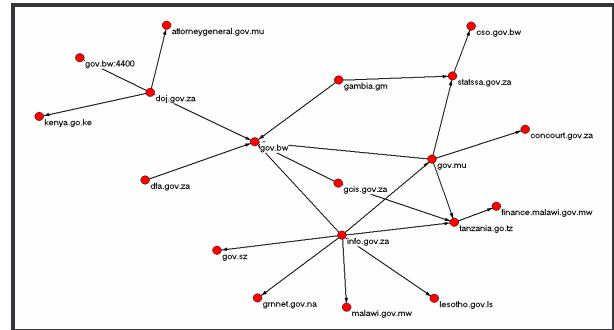 cso.gov.bw
attorneygeneral.gov.mu
gov.bw:4400
statssa.gov.za
gambia.gm
doj.gov.za
kenya.go.ke
concourt.gov.za
gov.bw
gov.mu
dfa.gov.za
gcis.gov.za
finance.malawi.gov.mw
tanzania.go.tz
info.gov.za
gov.sz
grnnet.gov.na
lesotho.gov.ls
malawi.gov.mw